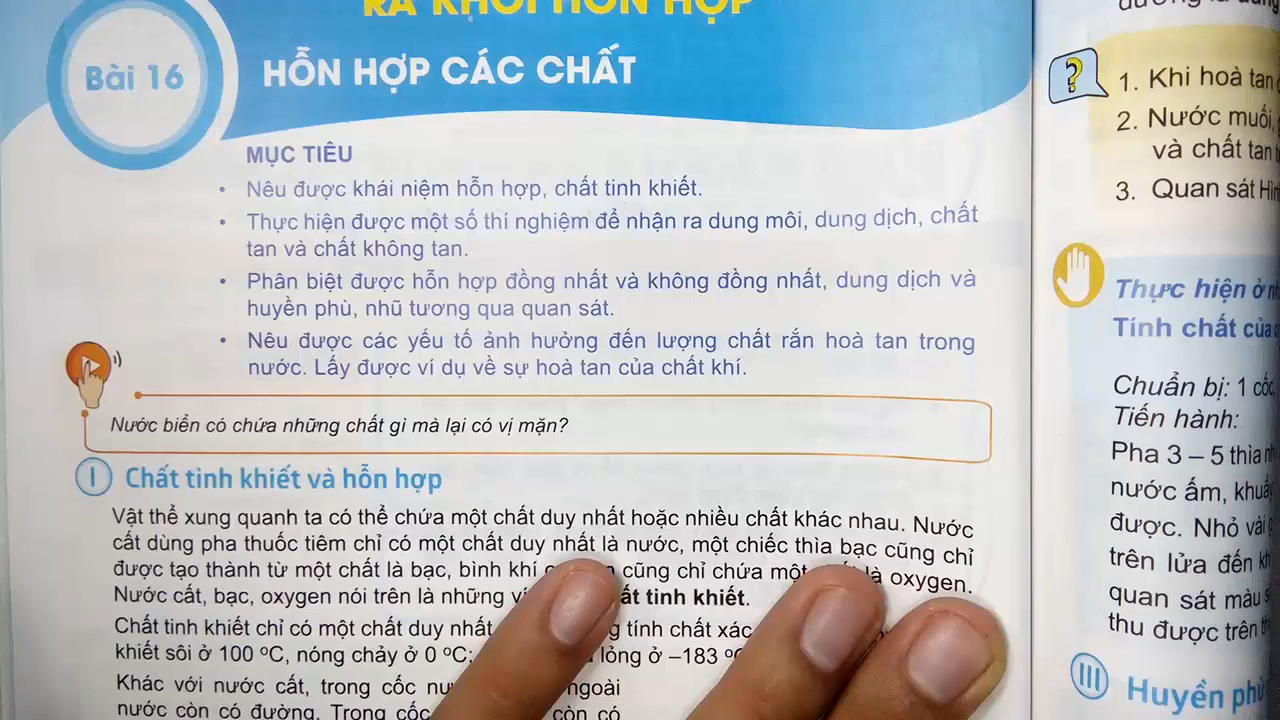 RA KHỎI HỖN HỢP
Bài 16
HỖN HỢP CÁC CHẤT
MỤC TIÊU
• Nêu được khái niệm hỗn hợp, chất tinh khiết.
• Thực hiện được một số thí nghiệm để nhận ra dung môi, dung dịch, chất
tan và chất không tan.
• Phân biệt được hỗn hợp đồng nhất và không đồng nhất, dung dịch và
huyền phù, nhũ tương qua quan sát.
• Nêu được các yếu tố ảnh hưởng đến lượng chất rắn hoà tan trong
nước. Lấy được ví dụ về sự hoà tan của chất khí.
Nước biển có chứa những chất gì mà lại có vị mặn?
I Chất tinh khiết và hỗn hợp
Vật thể xung quanh ta có thể chứa một chất duy nhất hoặc nhiều chất khác nhau. Nước
cất dùng pha thuốc tiêm chỉ có một chất duy nhất là nước, một chiếc thìa bạc cũng chỉ
được tạo thành từ một chất là bạc, bình khí cũng chỉ chứa một là oxygen.
Nước cất, bạc, oxygen nói trên là những tinh khiết.
Chất tinh khiết chỉ có một chất duy nhất tính chất xác
khiết sôi ở 100 ºC, nóng chảy ở 0 ºC; lỏng ở –183
Khác với nước cất, trong cốc ngoài
nước còn có đường. Trong cốc còn có
?
1. Khi hoà tan
2. Nước muối,
và chất tan
3. Quan sát
Thực hiện ở
Tính chất của
Chuẩn bị: 1 cốc
Tiến hành:
Pha 3 – 5 thìa
nước ấm, khuấy
được. Nhỏ vài
trên lửa đến
quan sát màu
thu được trên
III Huyền phù